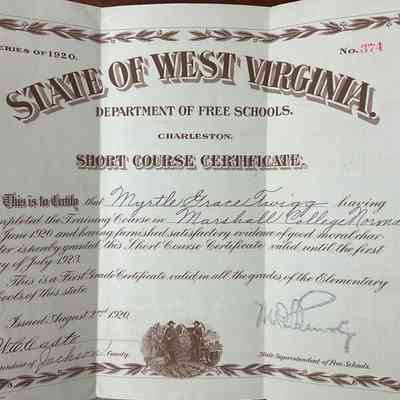 ERIES OF 1920. No. 374
STATE OF WEST VIRGINIA.
DEPARTMENT OF FREE SCHOOLS.
CHARLESTON.
SHORT COURSE CERTIFICATE.
This is to Certify that Myrtle Grace Twigg having
mpleted the Training Course in Marshall College Norma
June 1920 and having furnished satisfactory evidence of good moral char-
ter is hereby granted this Short Course Certificate valid until the first
y of July 1923.
This is a First Grade Certificate valid in all the grades of the Elementary
ools of this state.
Issued August 2nd 1920.
ndent of Jackson County.
State Superintendent of Free Schools.